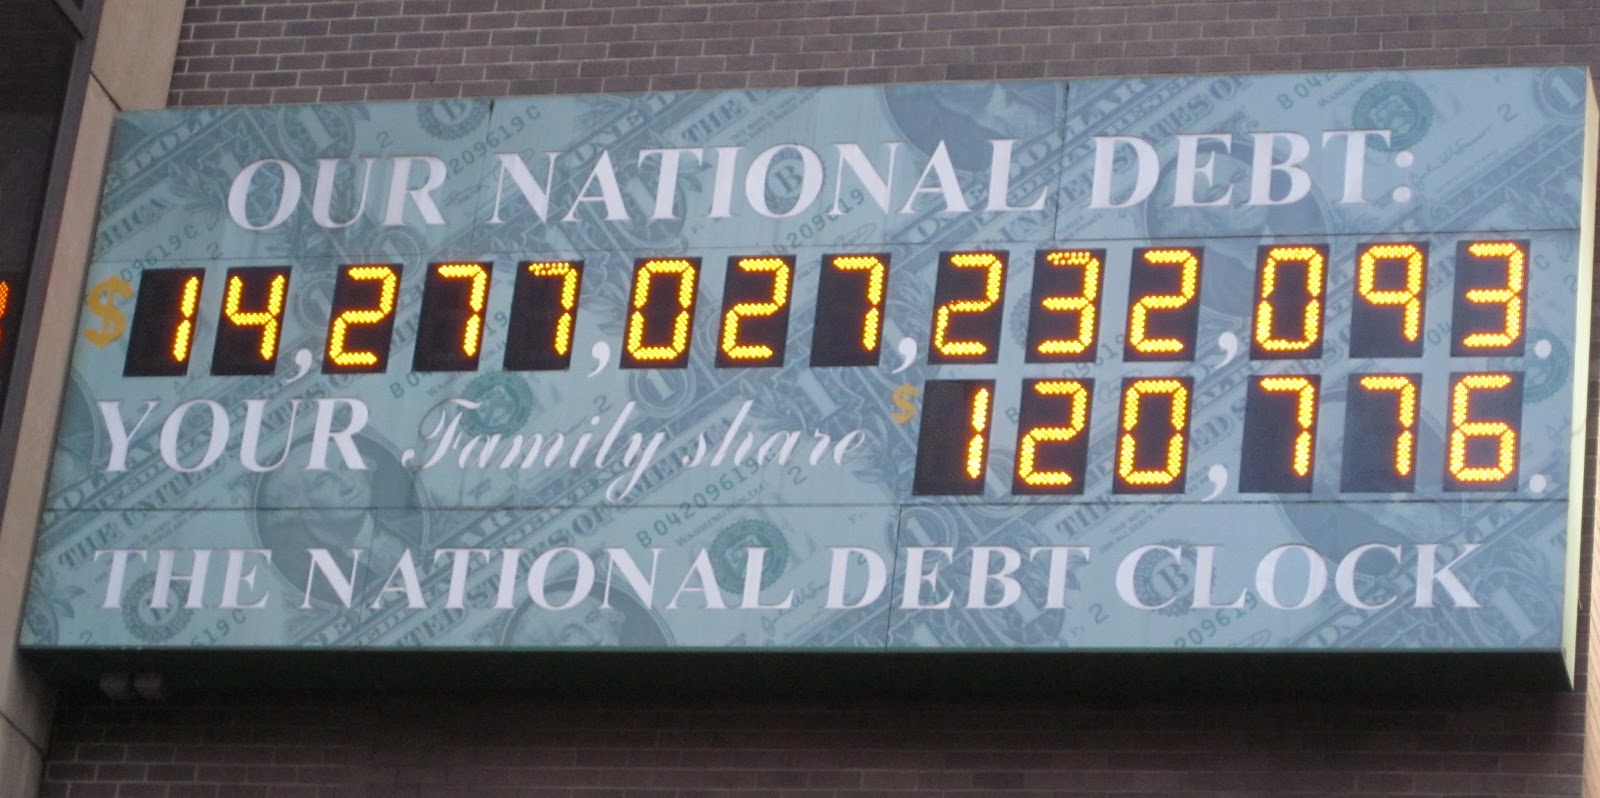 OUR NATIONAL DEBT:
$14,277,027,232,093.
YOUR Family share $120,776.
THE NATIONAL DEBT CLOCK